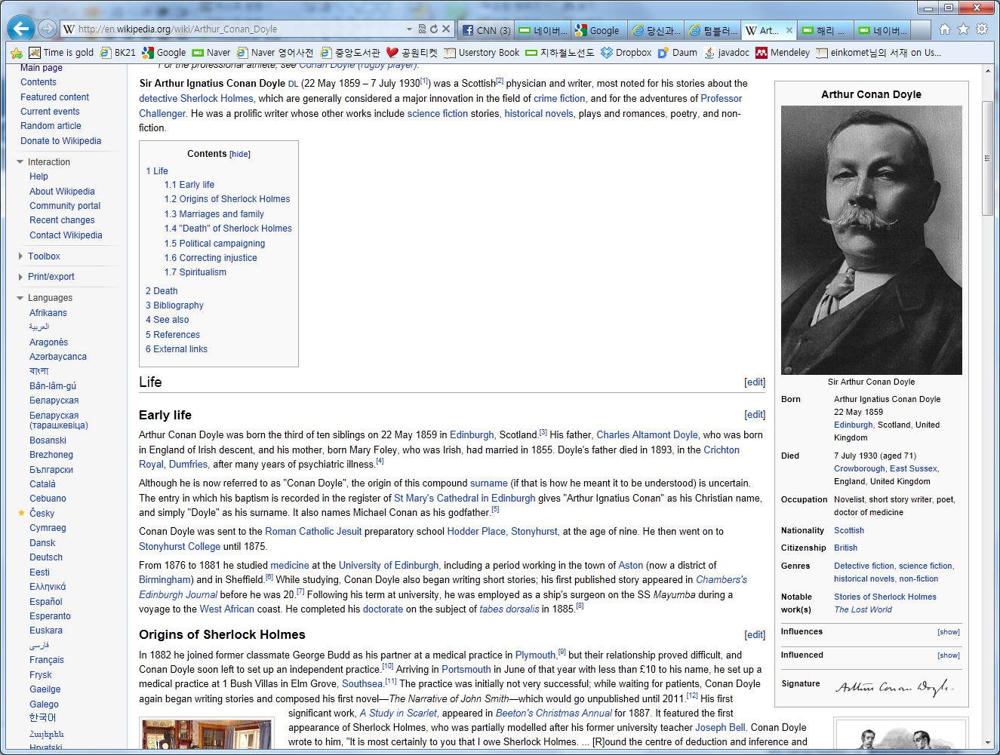 http://en.wikipedia.org/wiki/Arthur_Conan_Doyle
CNN (3)
네이버...
Google
당신과...
텀블러...
Art...
해리 ...
네이버...
Time is gold
BK21
Google
Naver
Naver 영어사전
중앙도서관
공원티켓
Userstory Book
지하철노선도
Dropbox
Daum
javadoc
Mendeley
einkomet님의 서재 on Us...
Main page
Contents
Featured content
Current events
Random article
Donate to Wikipedia
Interaction
Help
About Wikipedia
Community portal
Recent changes
Contact Wikipedia
Toolbox
Print/export
Languages
Afrikaans
العربية
Aragonés
Azərbaycanca
বাংলা
Bân-lâm-gú
Беларуская
Беларуская
(тарашкевіца)
Bosanski
Brezhoneg
Български
Català
Cebuano
Česky
Cymraeg
Dansk
Deutsch
Eesti
Ελληνικά
Español
Esperanto
Euskara
فارسی
Français
Frysk
Gaeilge
Galego
한국어
Հայերեն
Hrvatski
For the professional athlete, see Conan Doyle (rugby player).
Sir Arthur Ignatius Conan Doyle DL (22 May 1859 – 7 July 1930[1]) was a Scottish[2] physician and writer, most noted for his stories about the
detective Sherlock Holmes, which are generally considered a major innovation in the field of crime fiction, and for the adventures of Professor
Challenger. He was a prolific writer whose other works include science fiction stories, historical novels, plays and romances, poetry, and non-
fiction.
Contents [hide]
1 Life
1.1 Early life
1.2 Origins of Sherlock Holmes
1.3 Marriages and family
1.4 "Death" of Sherlock Holmes
1.5 Political campaigning
1.6 Correcting injustice
1.7 Spiritualism
2 Death
3 Bibliography
4 See also
5 References
6 External links
Life [edit]
Early life [edit]
Arthur Conan Doyle was born the third of ten siblings on 22 May 1859 in Edinburgh, Scotland.[3] His father, Charles Altamont Doyle, who was born
in England of Irish descent, and his mother, born Mary Foley, who was Irish, had married in 1855. Doyle's father died in 1893, in the Crichton
Royal, Dumfries, after many years of psychiatric illness.[4]
Although he is now referred to as "Conan Doyle", the origin of this compound surname (if that is how he meant it to be understood) is uncertain.
The entry in which his baptism is recorded in the register of St Mary's Cathedral in Edinburgh gives "Arthur Ignatius Conan" as his Christian name,
and simply "Doyle" as his surname. It also names Michael Conan as his godfather.[5]
Conan Doyle was sent to the Roman Catholic Jesuit preparatory school Hodder Place, Stonyhurst, at the age of nine. He then went on to
Stonyhurst College until 1875.
From 1876 to 1881 he studied medicine at the University of Edinburgh, including a period working in the town of Aston (now a district of
Birmingham) and in Sheffield.[6] While studying, Conan Doyle also began writing short stories; his first published story appeared in Chambers's
Edinburgh Journal before he was 20.[7] Following his term at university, he was employed as a ship's surgeon on the SS Mayumba during a
voyage to the West African coast. He completed his doctorate on the subject of tabes dorsalis in 1885.[8]
Origins of Sherlock Holmes [edit]
In 1882 he joined former classmate George Budd as his partner at a medical practice in Plymouth,[9] but their relationship proved difficult, and
Conan Doyle soon left to set up an independent practice.[10] Arriving in Portsmouth in June of that year with less than £10 to his name, he set up a
medical practice at 1 Bush Villas in Elm Grove, Southsea.[11] The practice was initially not very successful; while waiting for patients, Conan Doyle
again began writing stories and composed his first novel—The Narrative of John Smith—which would go unpublished until 2011.[12] His first
significant work, A Study in Scarlet, appeared in Beeton's Christmas Annual for 1887. It featured the first
appearance of Sherlock Holmes, who was partially modelled after his former university teacher Joseph Bell. Conan Doyle
wrote to him, "It is most certainly to you that I owe Sherlock Holmes. ... [R]ound the centre of deduction and inference and
Arthur Conan Doyle
Sir Arthur Conan Doyle
Born Arthur Ignatius Conan Doyle
22 May 1859
Edinburgh, Scotland, United
Kingdom
Died 7 July 1930 (aged 71)
Crowborough, East Sussex,
England, United Kingdom
Occupation Novelist, short story writer, poet,
doctor of medicine
Nationality Scottish
Citizenship British
Genres Detective fiction, science fiction,
historical novels, non-fiction
Notable Stories of Sherlock Holmes
work(s) The Lost World
Influences [show]
Influenced [show]
Signature Arthur Conan Doyle.